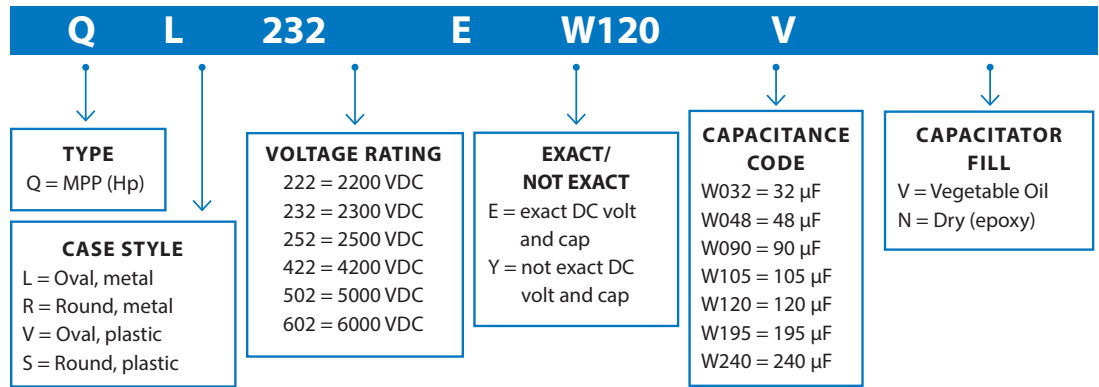 Q L 232 E W120 V
TYPE
Q = MPP (Hp)
CASE STYLE
L = Oval, metal
R = Round, metal
V = Oval, plastic
S = Round, plastic
VOLTAGE RATING
222 = 2200 VDC
232 = 2300 VDC
252 = 2500 VDC
422 = 4200 VDC
502 = 5000 VDC
602 = 6000 VDC
EXACT/
NOT EXACT
E = exact DC volt
and cap
Y = not exact DC
volt and cap
CAPACITANCE
CODE
W032 = 32 µF
W048 = 48 µF
W090 = 90 µF
W105 = 105 µF
W120 = 120 µF
W195 = 195 µF
W240 = 240 µF
CAPACITATOR
FILL
V = Vegetable Oil
N = Dry (epoxy)